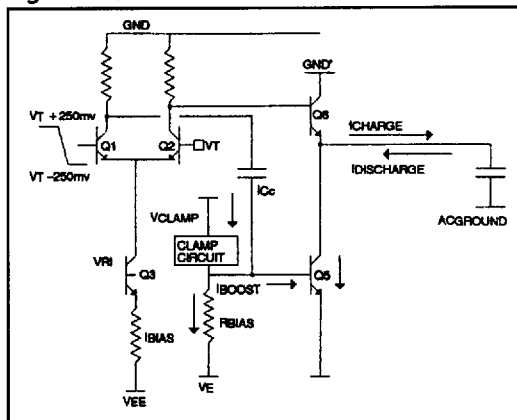 GND
GND'
VT +250mv
Q6
Q1
Q2
VT
ICHARGE
IDISCHARGE
VT -250mv
ICc
VCLAMP
ACGROUND
CLAMP
CIRCUIT
VRI
Q3
Q5
IBOOST
IBIAS
RBIAS
VEE
VE